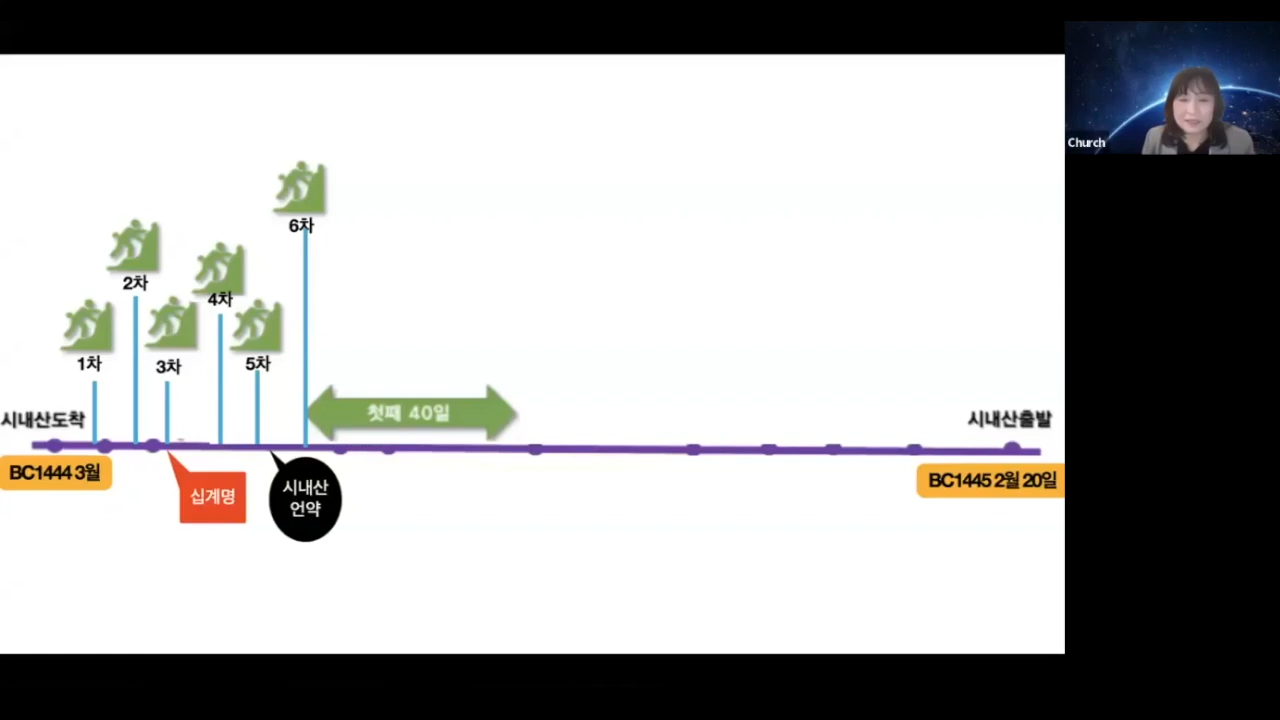 Church
6차
2차
4차
1차
3차
5차
시내산도착
첫째 40일
시내산출발
BC1444 3월
십계명
시내산
언약
BC1445 2월 20일